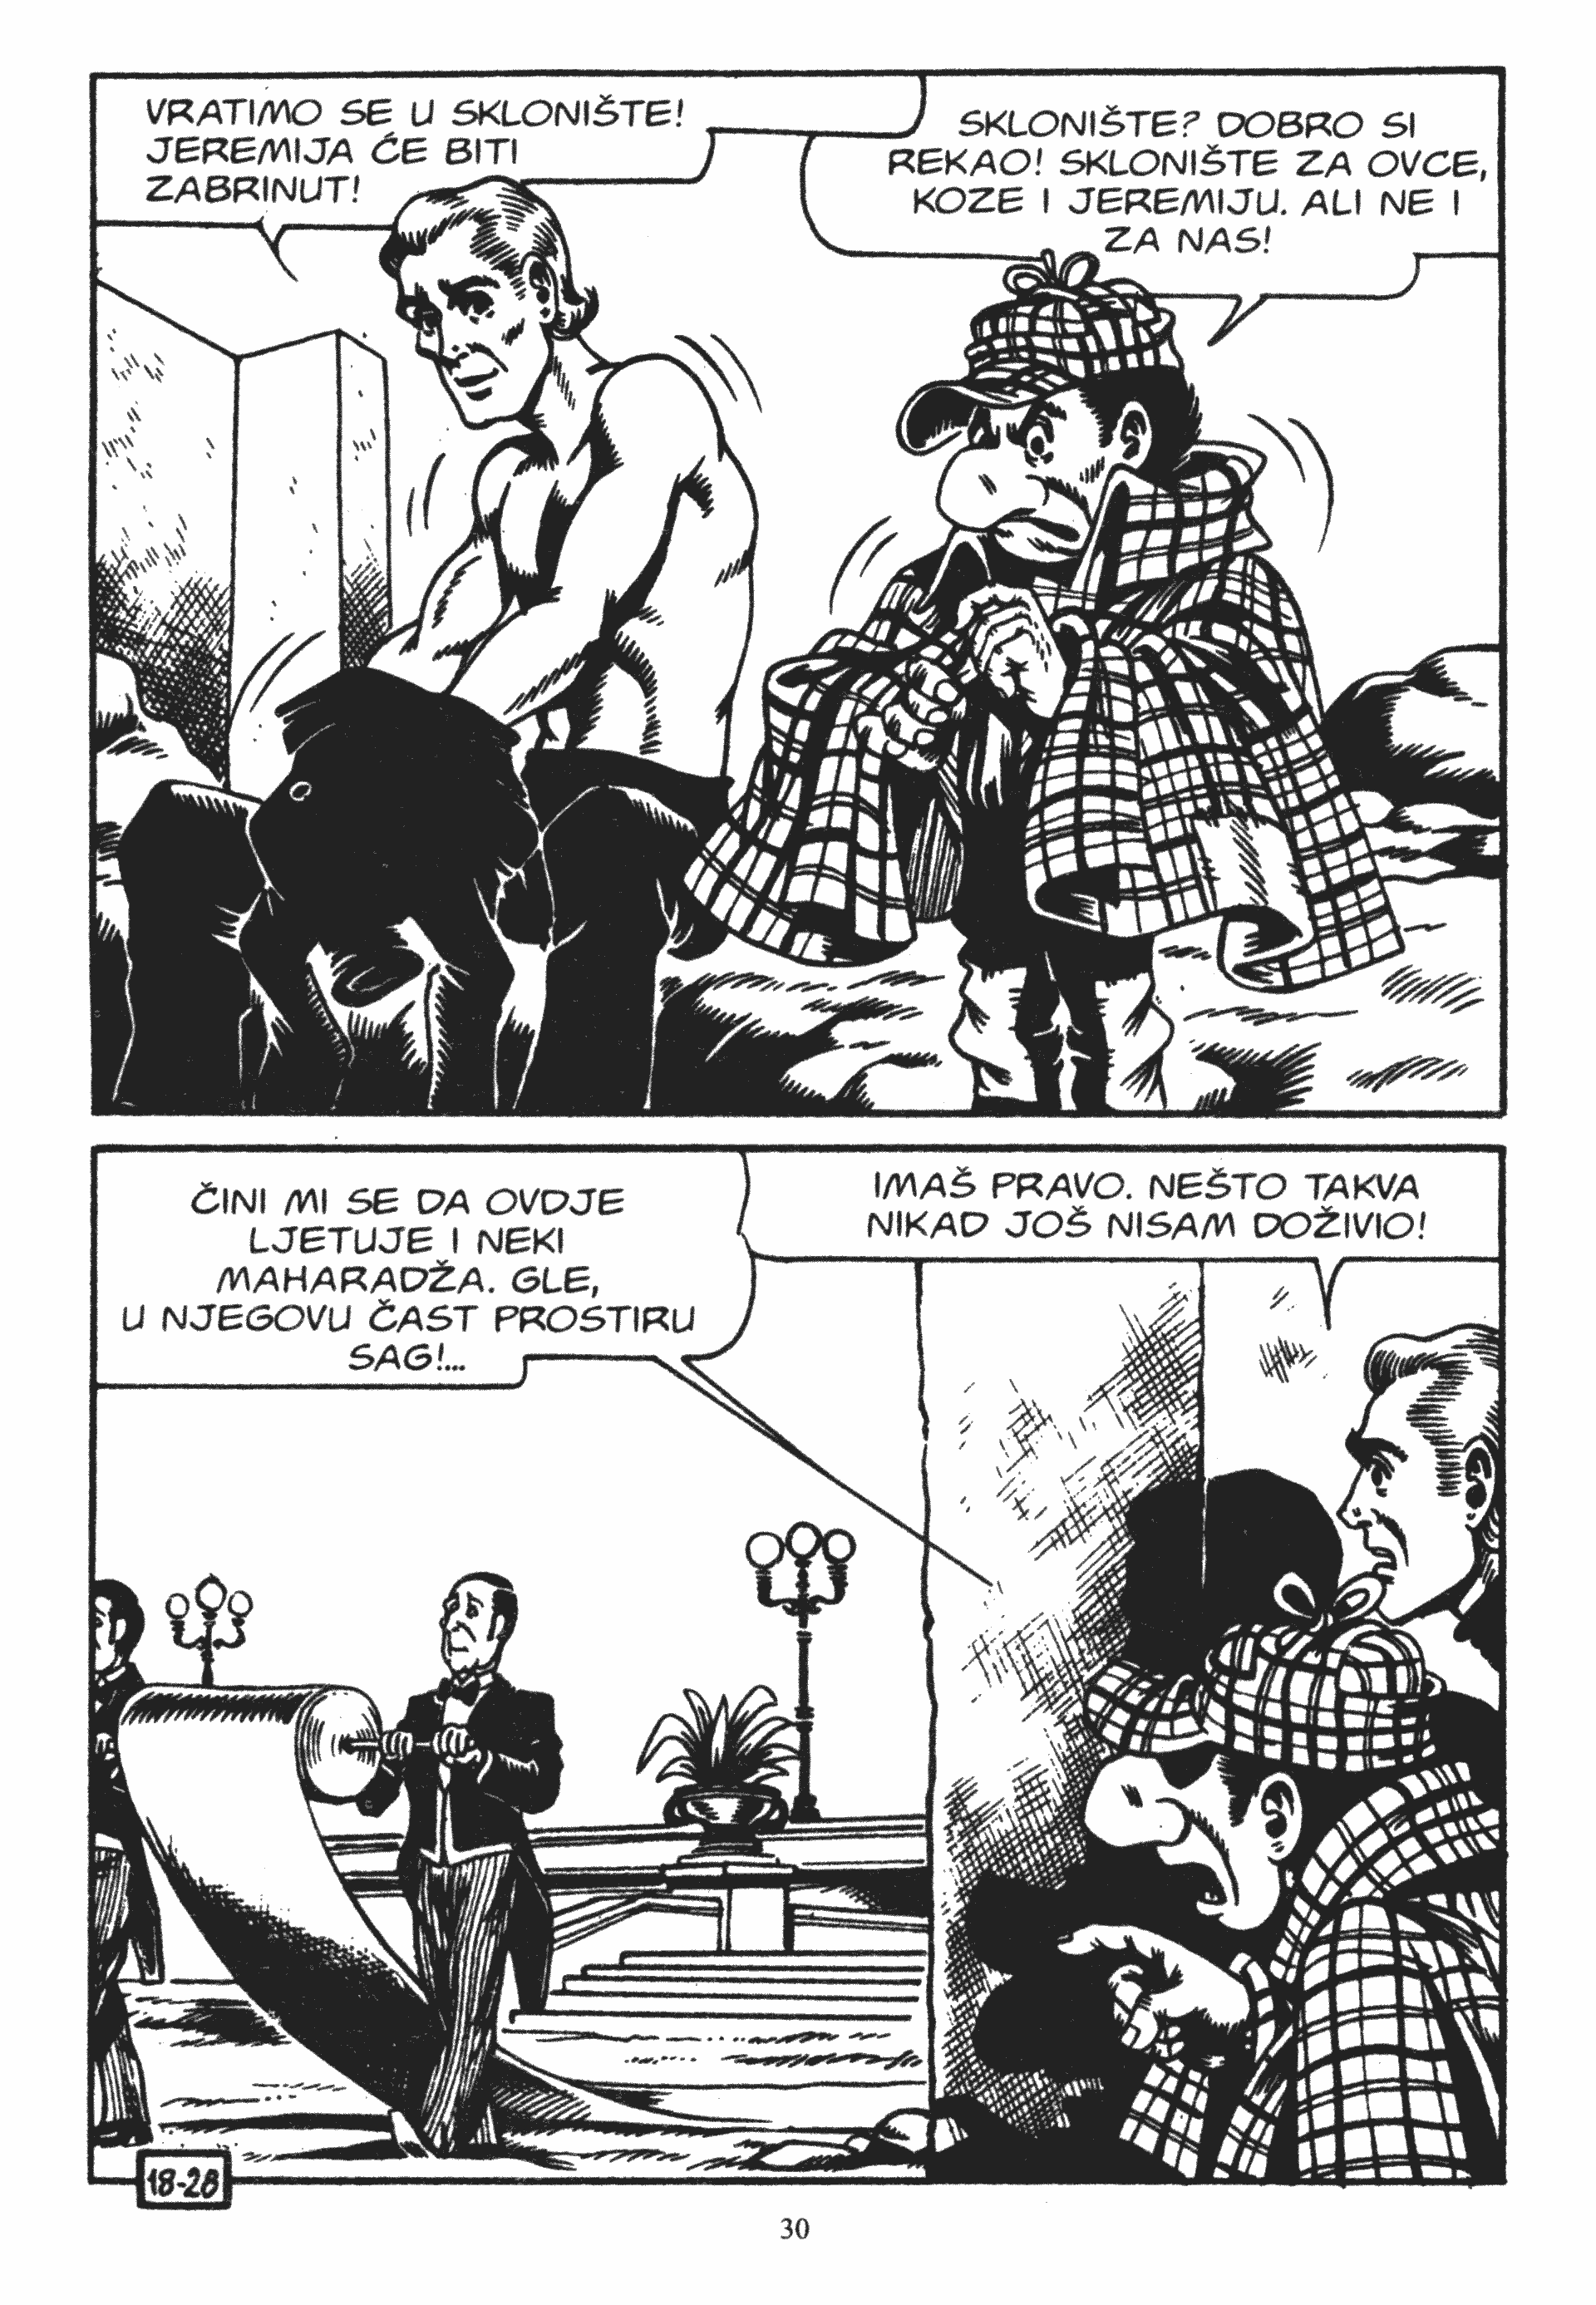 VRATIMO SE U SKLONIŠTE!
JEREMIJA ĆE BITI
ZABRINUT!
SKLONIŠTE? DOBRO SI
REKAO! SKLONIŠTE ZA OVCE,
KOZE I JEREMIJU. ALI NE I
ZA NAS!
ČINI MI SE DA OVDJE
LJETUJE I NEKI
MAHARADŽA. GLE,
U NJEGOVU ČAST PROSTIRU
SAG!...
IMAŠ PRAVO. NEŠTO TAKVA
NIKAD JOŠ NISAM DOŽIVIO!
18-28
30